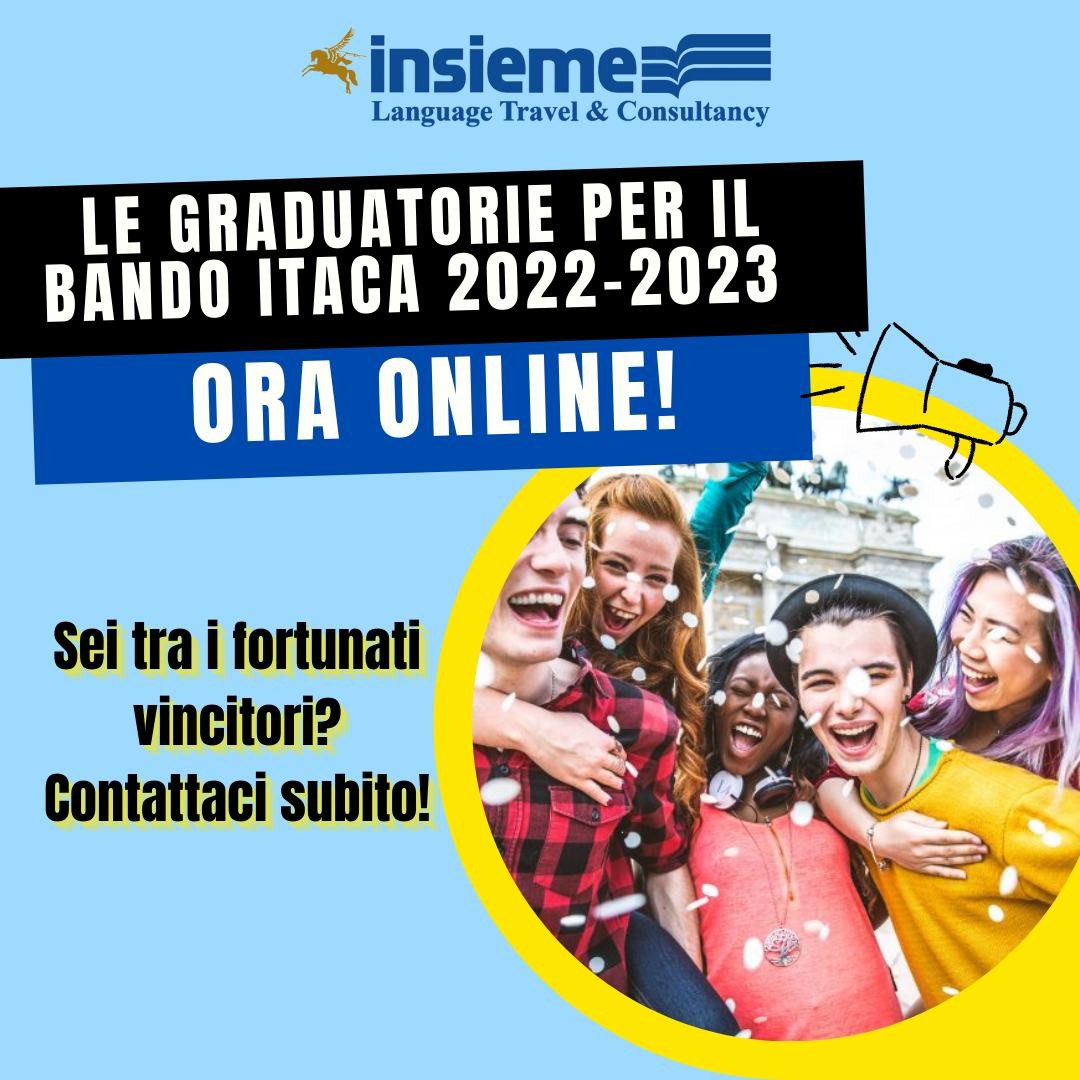 insieme
Language Travel & Consultancy
LE GRADUATORIE PER IL
BANDO ITACA 2022-2023
ORA ONLINE!
Sei tra i fortunati
vincitori?
Contattaci subito!